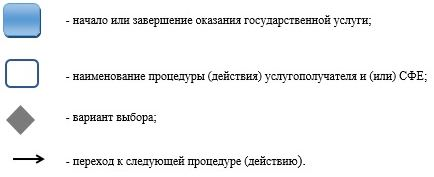 - начало или завершение оказания государственной услуги;
- наименование процедуры (действия) услугополучателя и (или) СФЕ;
- вариант выбора;
- переход к следующей процедуре (действию).